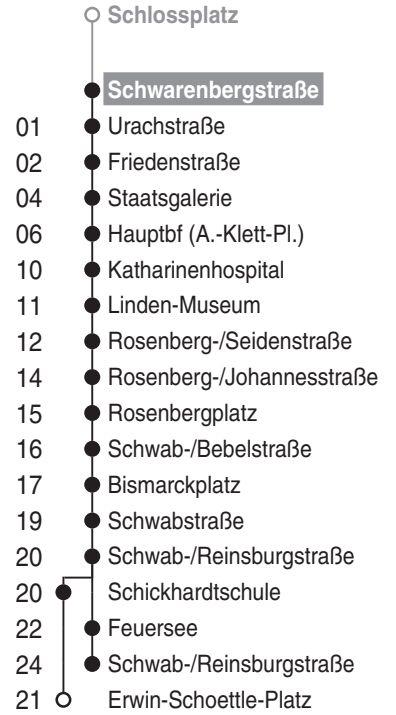 Schlossplatz
Schwarenbergstraße
01 Urachstraße
02 Friedenstraße
04 Staatsgalerie
06 Hauptbf (A.-Klett-Pl.)
10 Katharinenhospital
11 Linden-Museum
12 Rosenberg-/Seidenstraße
14 Rosenberg-/Johannesstraße
15 Rosenbergplatz
16 Schwab-/Bebelstraße
17 Bismarckplatz
19 Schwabstraße
20 Schwab-/Reinsburgstraße
20 Schickhardtschule
22 Feuersee
24 Schwab-/Reinsburgstraße
21 Erwin-Schoettle-Platz